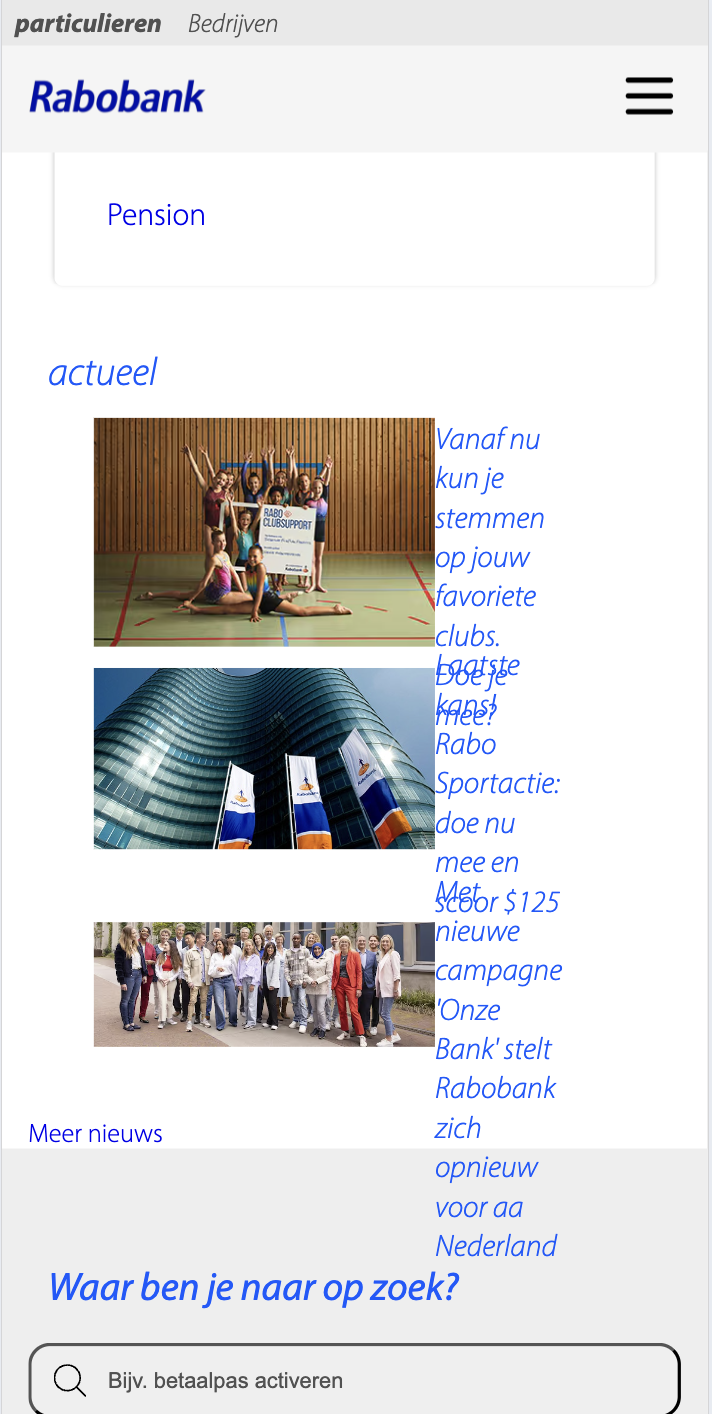 particulieren Bedrijven
Rabobank
Pension
actueel
RABO
CLUBSUPPORT
Rabobank
Vanaf nu
kun je
stemmen
op jouw
favoriete
clubs.
Doe je
mee?
Laatste
kans!
Rabo
Sportactie:
doe nu
mee en
scoor $125
Met
nieuwe
campagne
'Onze
Bank' stelt
Rabobank
zich
opnieuw
voor aa
Nederland
Meer nieuws
Waar ben je naar op zoek?
Bijv. betaalpas activeren